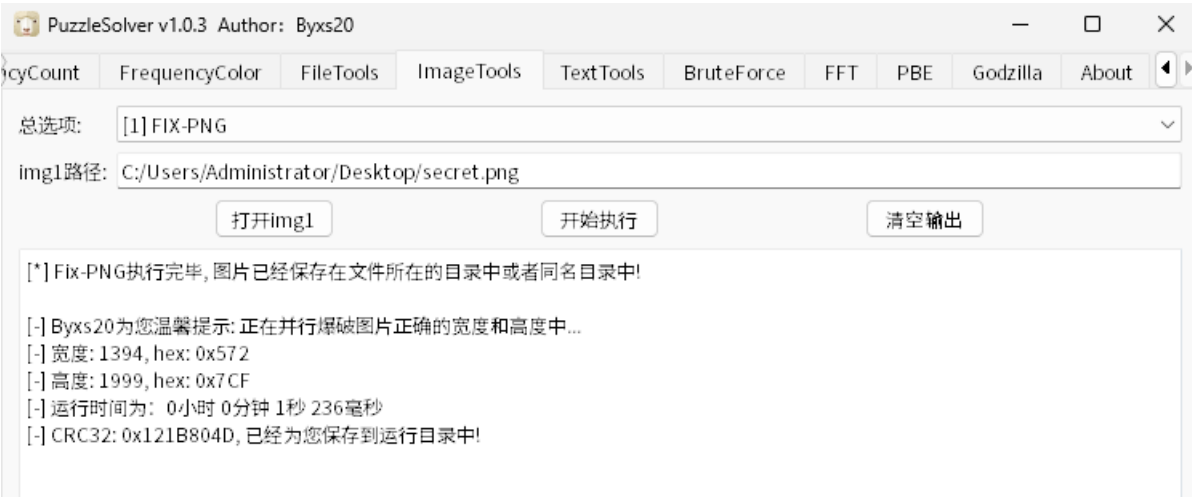 PuzzleSolver v1.0.3 Author: Byxs20
cyCount FrequencyColor FileTools ImageTools TextTools BruteForce FFT PBE Godzilla About
总选项: [1] FIX-PNG
img1路径: C:/Users/Administrator/Desktop/secret.png
打开img1 开始执行 清空输出
[*] Fix-PNG执行完毕, 图片已经保存在文件所在的目录中或者同名目录中!
[-] Byxs20为您温馨提示: 正在并行爆破图片正确的宽度和高度中...
[-] 宽度: 1394, hex: 0x572
[-] 高度: 1999, hex: 0x7CF
[-] 运行时间为: 0小时 0分钟 1秒 236毫秒
[-] CRC32: 0x121B804D, 已经为您保存到运行目录中!